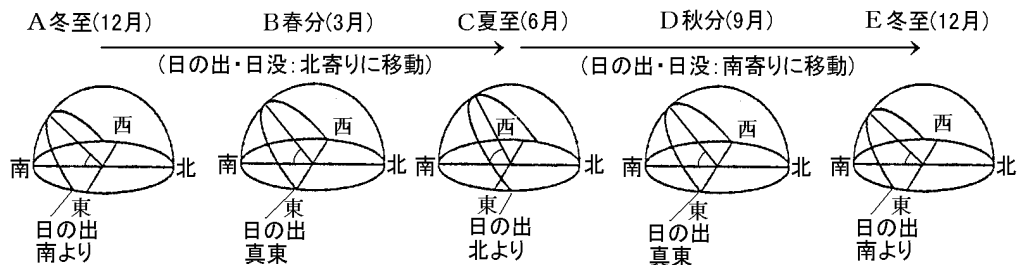 A冬至(12月) B春分(3月) C夏至(6月) D秋分(9月) E冬至(12月)
(日の出・日没:北寄りに移動) (日の出・日没:南寄りに移動)
西 西 西 西 西
南 北 南 北 南 北 南 北 南 北
東 東 東 東 東
日の出 日の出 日の出 日の出 日の出
南より 真東 北より 真東 南より